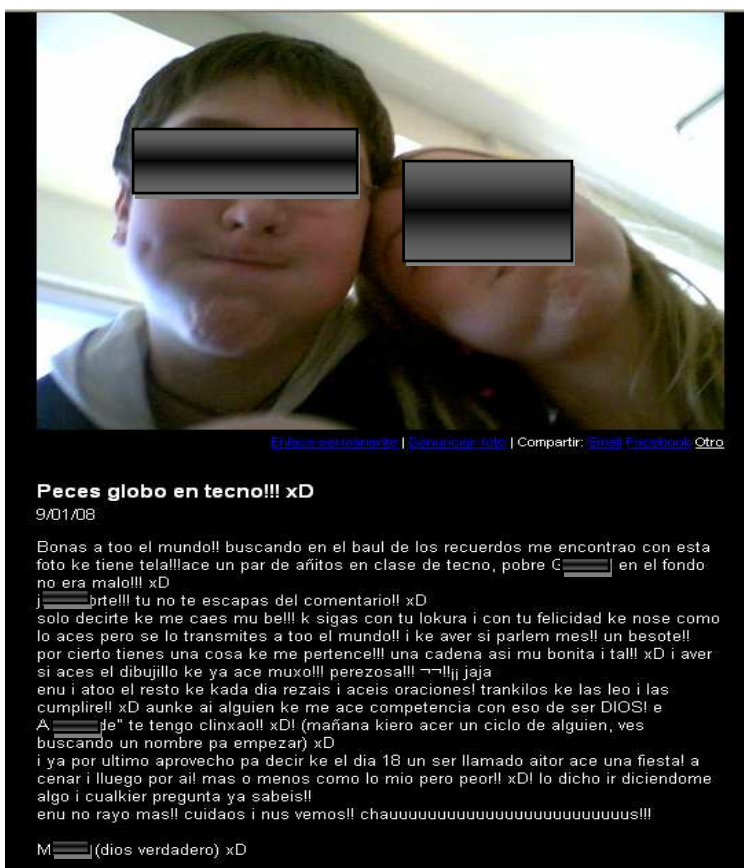 Enlace permanente | Denunciar foto | Compartir: Email Facebook Otro
Peces globo en tecno!!! xD
9/01/08
Bonas a too el mundo!! buscando en el baul de los recuerdos me encontrao con esta
foto ke tiene tela!!!ace un par de añitos en clase de tecno, pobre G en el fondo
no era malo!!! xD
j rte!!! tu no te escapas del comentario!! xD
solo decirte ke me caes mu be!!! k sigas con tu lokura i con tu felicidad ke nose como
lo aces pero se lo transmites a too el mundo!! i ke aver si parlem mes!! un besote!!
por cierto tienes una cosa ke me pertence!!! una cadena asi mu bonita i tal!! xD i aver
si aces el dibujillo ke ya ace muxo!!! perezosa!!! ¬¬!!¡¡ jaja
enu i atoo el resto ke kada dia rezais i aceis oraciones! trankilos ke las leo i las
cumplire!! xD aunke ai alguien ke me ace competencia con eso de ser DIOS! e
A de" te tengo clinxao!! xD! (mañana kiero acer un ciclo de alguien, ves
buscando un nombre pa empezar) xD
i ya por ultimo aprovecho pa decir ke el dia 18 un ser llamado aitor ace una fiesta! a
cenar i lluego por ai! mas o menos como lo mio pero peor!! xD! lo dicho ir diciendome
algo i cualkier pregunta ya sabeis!!
enu no rayo mas!! cuidaos i nus vemos!! chauuuuuuuuuuuuuuuuuuuuuuuuus!!!
M (dios verdadero) xD